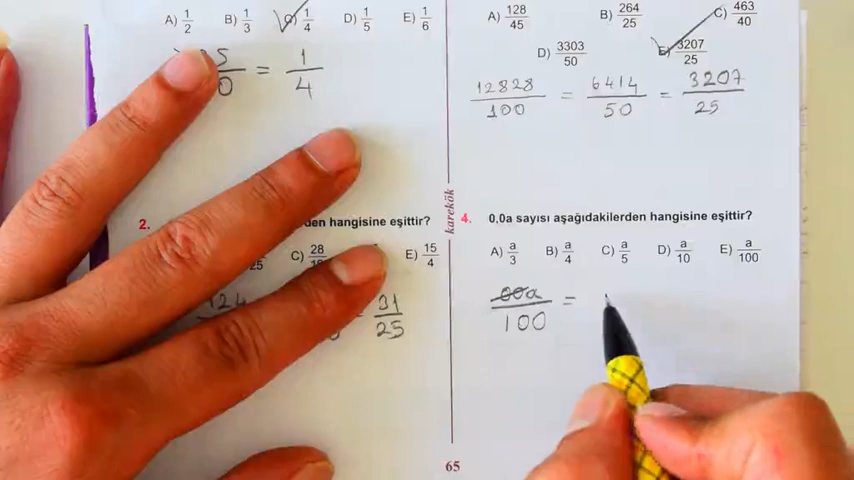 A) 1/2 B) 1/3 C) 1/4 D) 1/5 E) 1/6
5/0 = 1/4
2. den hangisine eşittir?
25 C) 28 E) 15/4
124 31/25
A) 128/45 B) 264/25 C) 463/40
D) 3303/50 E) 3207/25
12828/100 = 6414/50 = 3207/25
karekök
4. 0,0a sayısı aşağıdakilerden hangisine eşittir?
A) a/3 B) a/4 C) a/5 D) a/10 E) a/100
00a/100 =
65